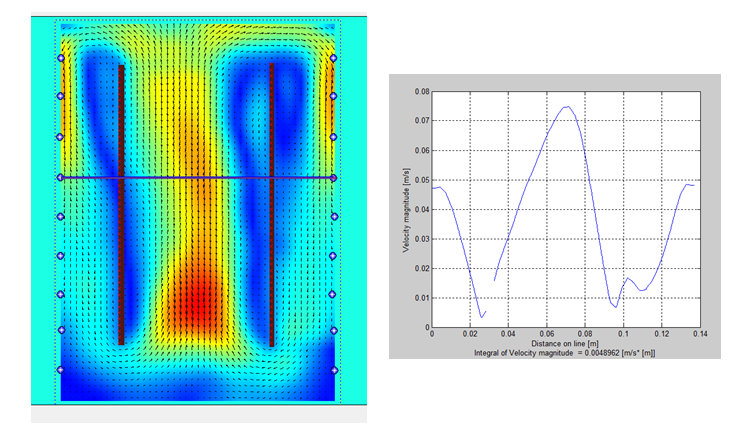 0.08
0.07
0.06
0.05
0.04
0.03
0.02
0.01
0
Velocity magnitude [m/s]
0 0.02 0.04 0.06 0.08 0.1 0.12 0.14
Distance on line [m]
Integral of Velocity magnitude = 0.0048962 [m/s* [m]]